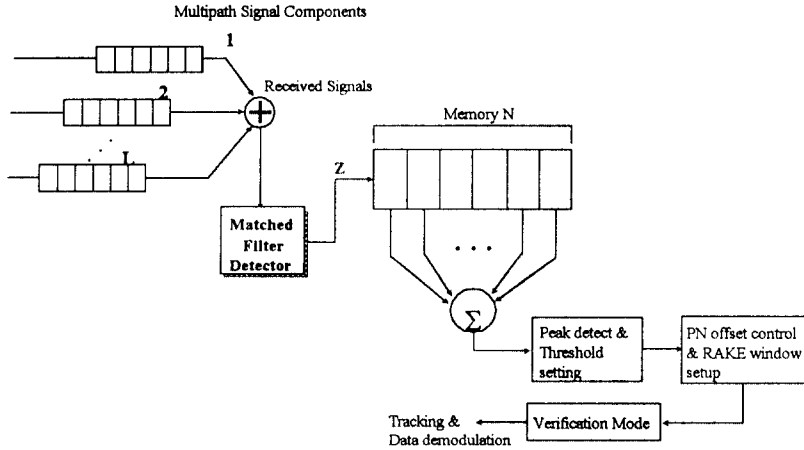 Multipath Signal Components
1
Received Signals
2
L
Memory N
Z
Matched
Filter
Detector
Σ
Peak detect &
Threshold
setting
PN offset control
& RAKE window
setup
Verification Mode
Tracking &
Data demodulation